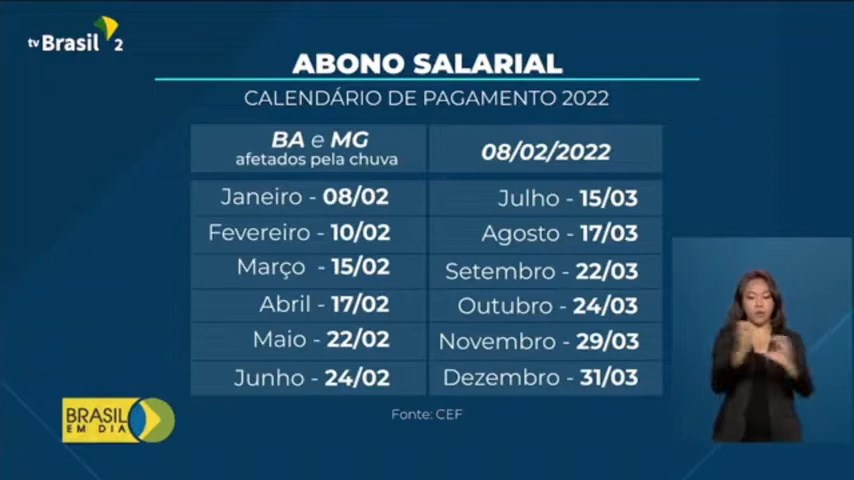 tv Brasil 2
ABONO SALARIAL
CALENDÁRIO DE PAGAMENTO 2022
BA e MG
afetados pela chuva
08/02/2022
Janeiro - 08/02
Julho - 15/03
Fevereiro - 10/02
Agosto - 17/03
Março - 15/02
Setembro - 22/03
Abril - 17/02
Outubro - 24/03
Maio - 22/02
Novembro - 29/03
Junho - 24/02
Dezembro - 31/03
Fonte: CEF
BRASIL
EM DIA